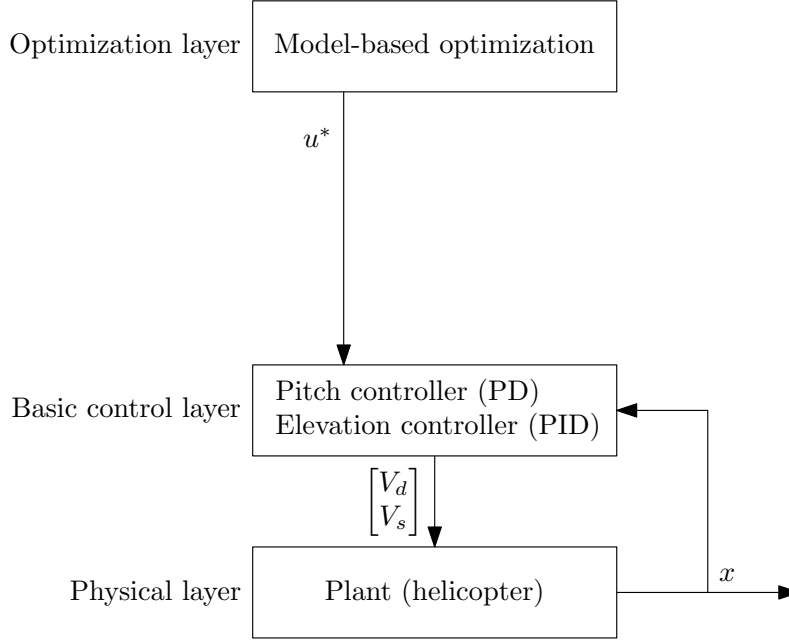 Optimization layer
Model-based optimization
u*
Basic control layer
Pitch controller (PD)
Elevation controller (PID)
[V_d
V_s]
Physical layer
Plant (helicopter)
x